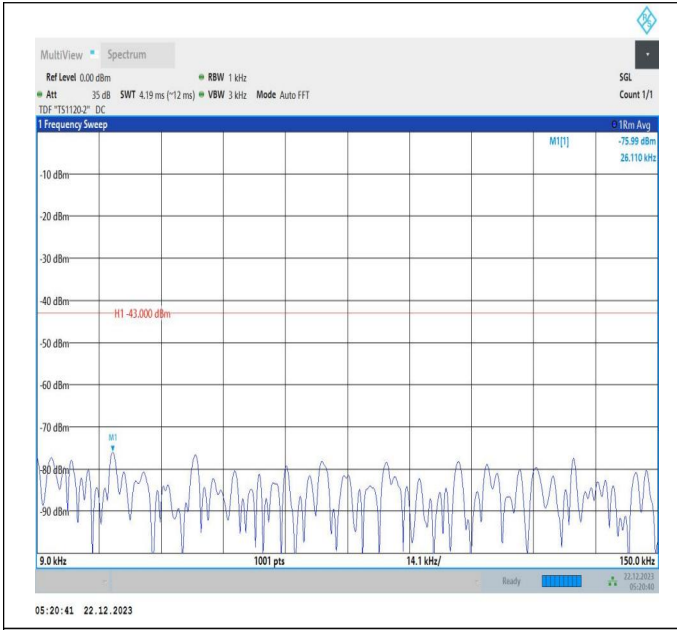 R&S
MultiView Spectrum
Ref Level 0.00 dBm RBW 1 kHz SGL
Att 35 dB SWT 4.19 ms (~12 ms) VBW 3 kHz Mode Auto FFT Count 1/1
TDF "TS1120-2" DC
1 Frequency Sweep 1Rm Avg
M1[1] -75.99 dBm
26.110 kHz
-10 dBm
-20 dBm
-30 dBm
-40 dBm
H1 -43.000 dBm
-50 dBm
-60 dBm
-70 dBm
M1
-80 dBm
-90 dBm
9.0 kHz 1001 pts 14.1 kHz/ 150.0 kHz
Ready 22.12.2023
05:20:40
05:20:41 22.12.2023